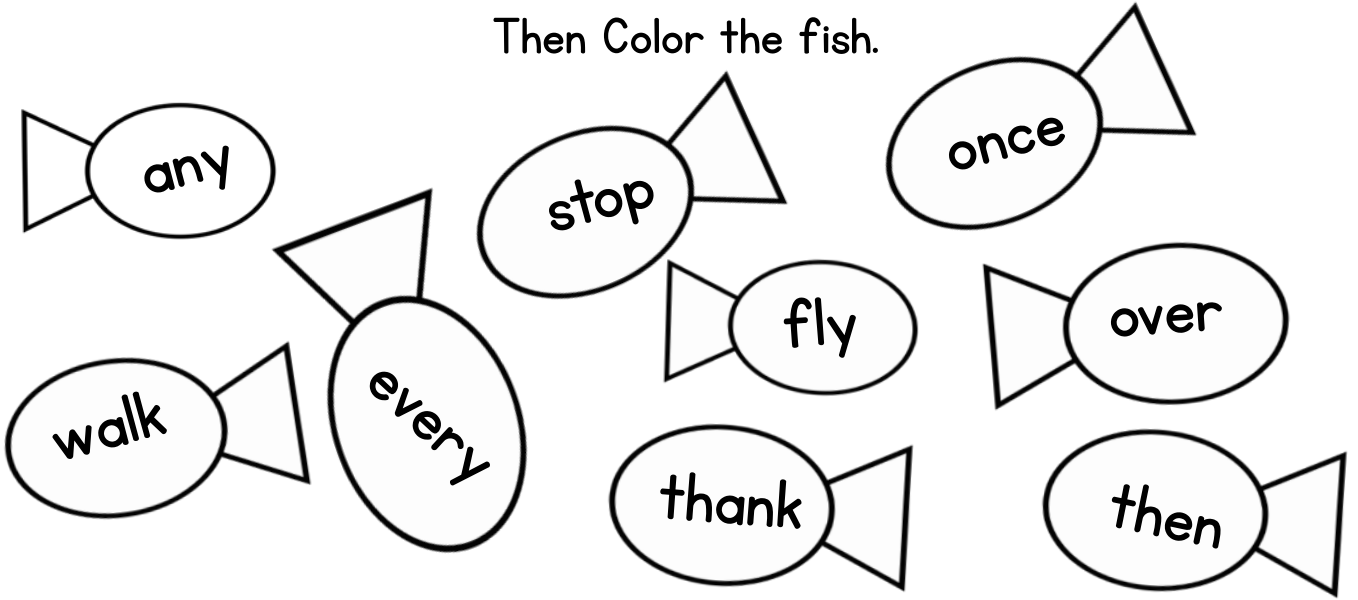 Then Color the fish.
any
stop
once
fly
over
walk
every
thank
then